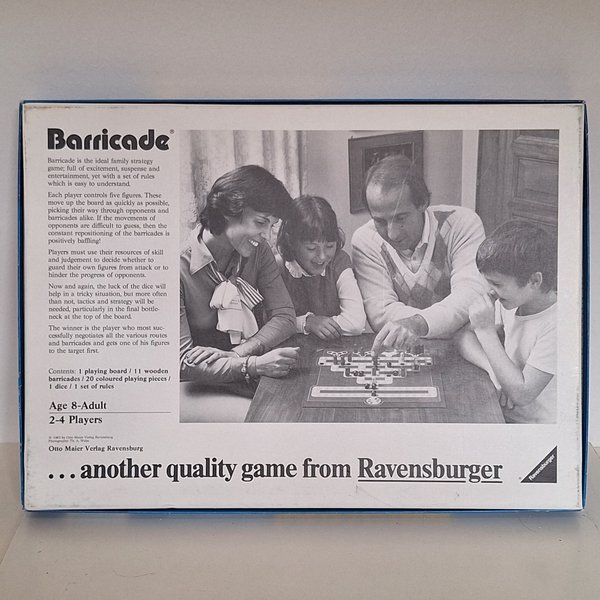 Barricade®
Barricade is the ideal family strategy
game; full of excitement, suspense and
entertainment, yet with a set of rules
which is easy to understand.
Each player controls five figures. These
move up the board as quickly as possible,
picking their way through opponents and
barricades alike. If the movements of
opponents are difficult to guess, then the
constant repositioning of the barricades is
positively baffling!
Players must use their resources of skill
and judgement to decide whether to
guard their own figures from attack or to
hinder the progress of opponents.
Now and again, the luck of the dice will
help in a tricky situation, but more often
than not, tactics and strategy will be
needed, particularly in the final bottle-
neck at the top of the board.
The winner is the player who most suc-
cessfully negotiates all the various routes
and barricades and gets one of his figures
to the target first.
Contents: 1 playing board / 11 wooden
barricades / 20 coloured playing pieces /
1 dice / 1 set of rules
Age 8-Adult
2-4 Players
by Otto Maier Verlag Ravensburg
Otto Maier Verlag Ravensburg
... another quality game from Ravensburger
Ravensburger